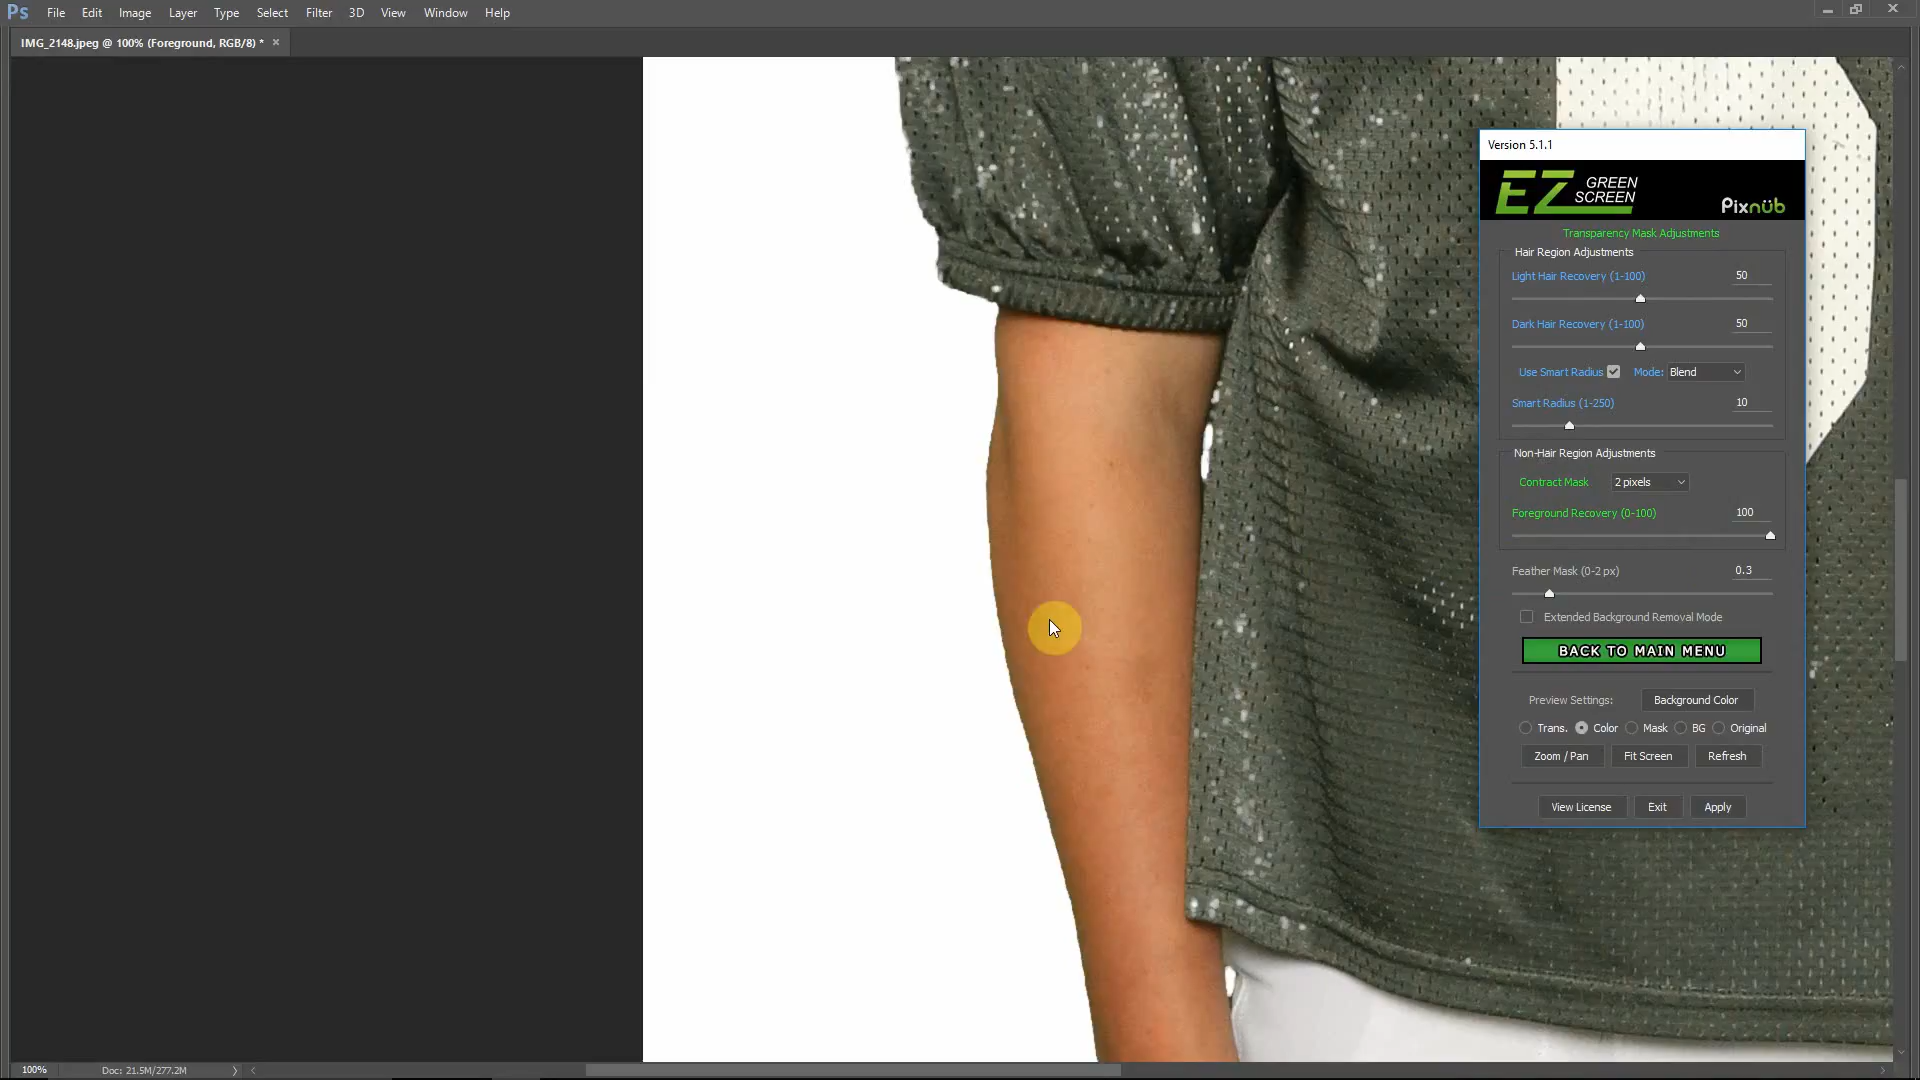 Ps File Edit Image Layer Type Select Filter 3D View Window Help
IMG_2148.jpeg @ 100% (Foreground, RGB/8) * ×
Version 5.1.1
EZ GREEN SCREEN
Pixnüb
Transparency Mask Adjustments
Hair Region Adjustments
Light Hair Recovery (1-100) 50
Dark Hair Recovery (1-100) 50
Use Smart Radius Mode: Blend
Smart Radius (1-250) 10
Non-Hair Region Adjustments
Contract Mask 2 pixels
Foreground Recovery (0-100) 100
Feather Mask (0-2 px) 0.3
Extended Background Removal Mode
BACK TO MAIN MENU
Preview Settings: Background Color
Trans. Color Mask BG Original
Zoom / Pan Fit Screen Refresh
View License Exit Apply
100% Doc: 21.5M/277.2M